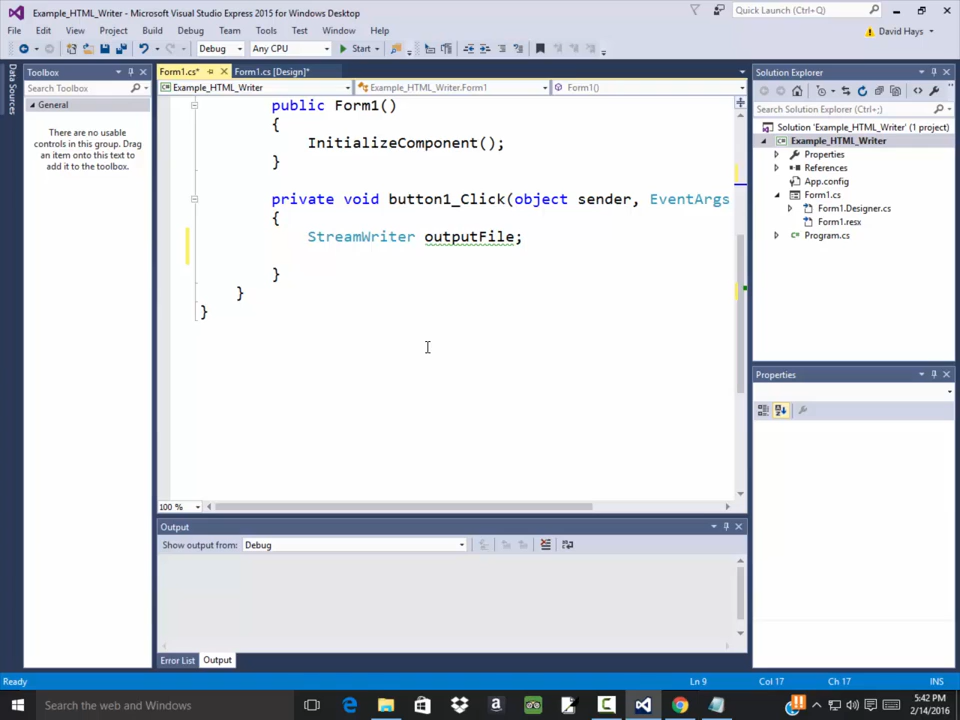 Example_HTML_Writer - Microsoft Visual Studio Express 2015 for Windows Desktop
Quick Launch (Ctrl+Q)
File Edit View Project Build Debug Team Tools Test Window Help
David Hays
Debug Any CPU Start
Data Sources
Toolbox
Search Toolbox
General
There are no usable
controls in this group. Drag
an item onto this text to
add it to the toolbox.
Form1.cs* Form1.cs [Design]*
Example_HTML_Writer Example_HTML_Writer.Form1 Form1()
public Form1()
{
InitializeComponent();
}
private void button1_Click(object sender, EventArgs
{
StreamWriter outputFile;
}
}
}
100 %
Output
Show output from: Debug
Error List Output
Solution Explorer
Search Solution Explorer (Ctrl+;)
Solution 'Example_HTML_Writer' (1 project)
Example_HTML_Writer
Properties
References
App.config
Form1.cs
Form1.Designer.cs
Form1.resx
Program.cs
Properties
Ready Ln 9 Col 17 Ch 17 INS
Search the web and Windows
5:42 PM
2/14/2016